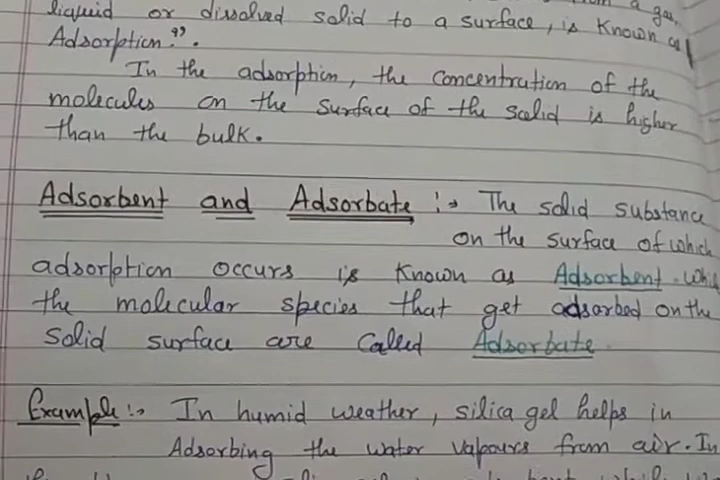 a gas,
liquid or dissolved solid to a surface, is known as
Adsorption".
In the adsorption, the concentration of the
molecules on the surface of the solid is higher
than the bulk.
Adsorbent and Adsorbate :→ The solid substance
on the surface of which
adsorption occurs is known as Adsorbent.
the molecular species that get adsorbed on the
solid surface are called Adsorbate.
Example :→ In humid weather, silica gel helps in
Adsorbing the water vapours from air. In